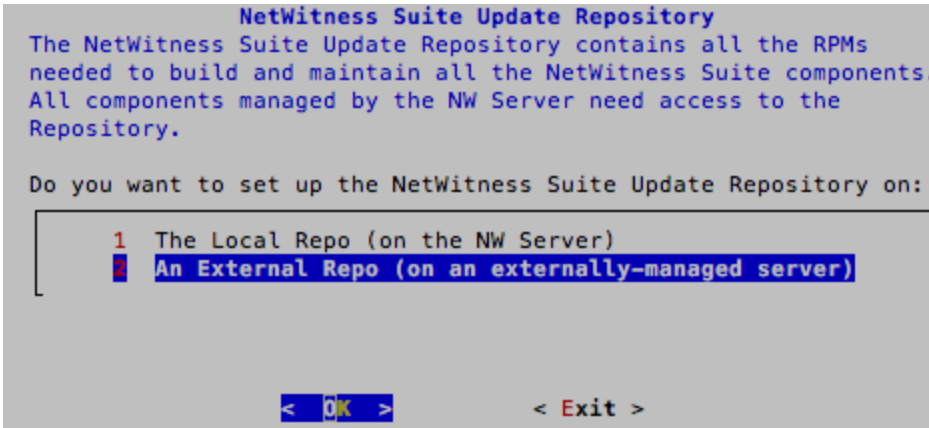 NetWitness Suite Update Repository
The NetWitness Suite Update Repository contains all the RPMs
needed to build and maintain all the NetWitness Suite components.
All components managed by the NW Server need access to the
Repository.
Do you want to set up the NetWitness Suite Update Repository on:
1 The Local Repo (on the NW Server)
2 An External Repo (on an externally-managed server)
< OK > < Exit >